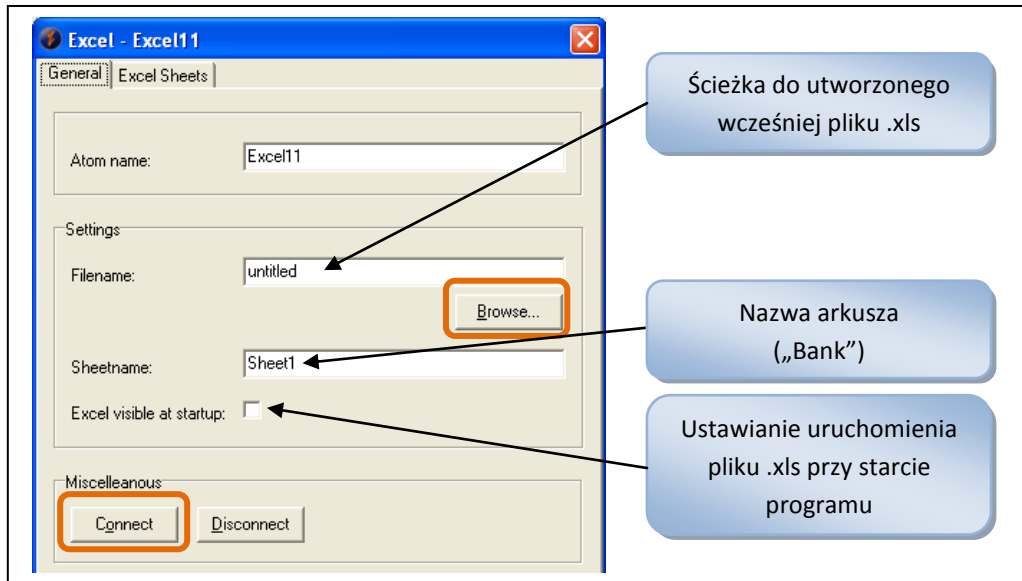 Excel - Excel11
General Excel Sheets
Atom name: Excel11
Settings
Filename: untitled
Browse...
Sheetname: Sheet1
Excel visible at startup:
Miscelleanous
Connect Disconnect
Ścieżka do utworzonego
wcześniej pliku .xls
Nazwa arkusza
(„Bank”)
Ustawianie uruchomienia
pliku .xls przy starcie
programu